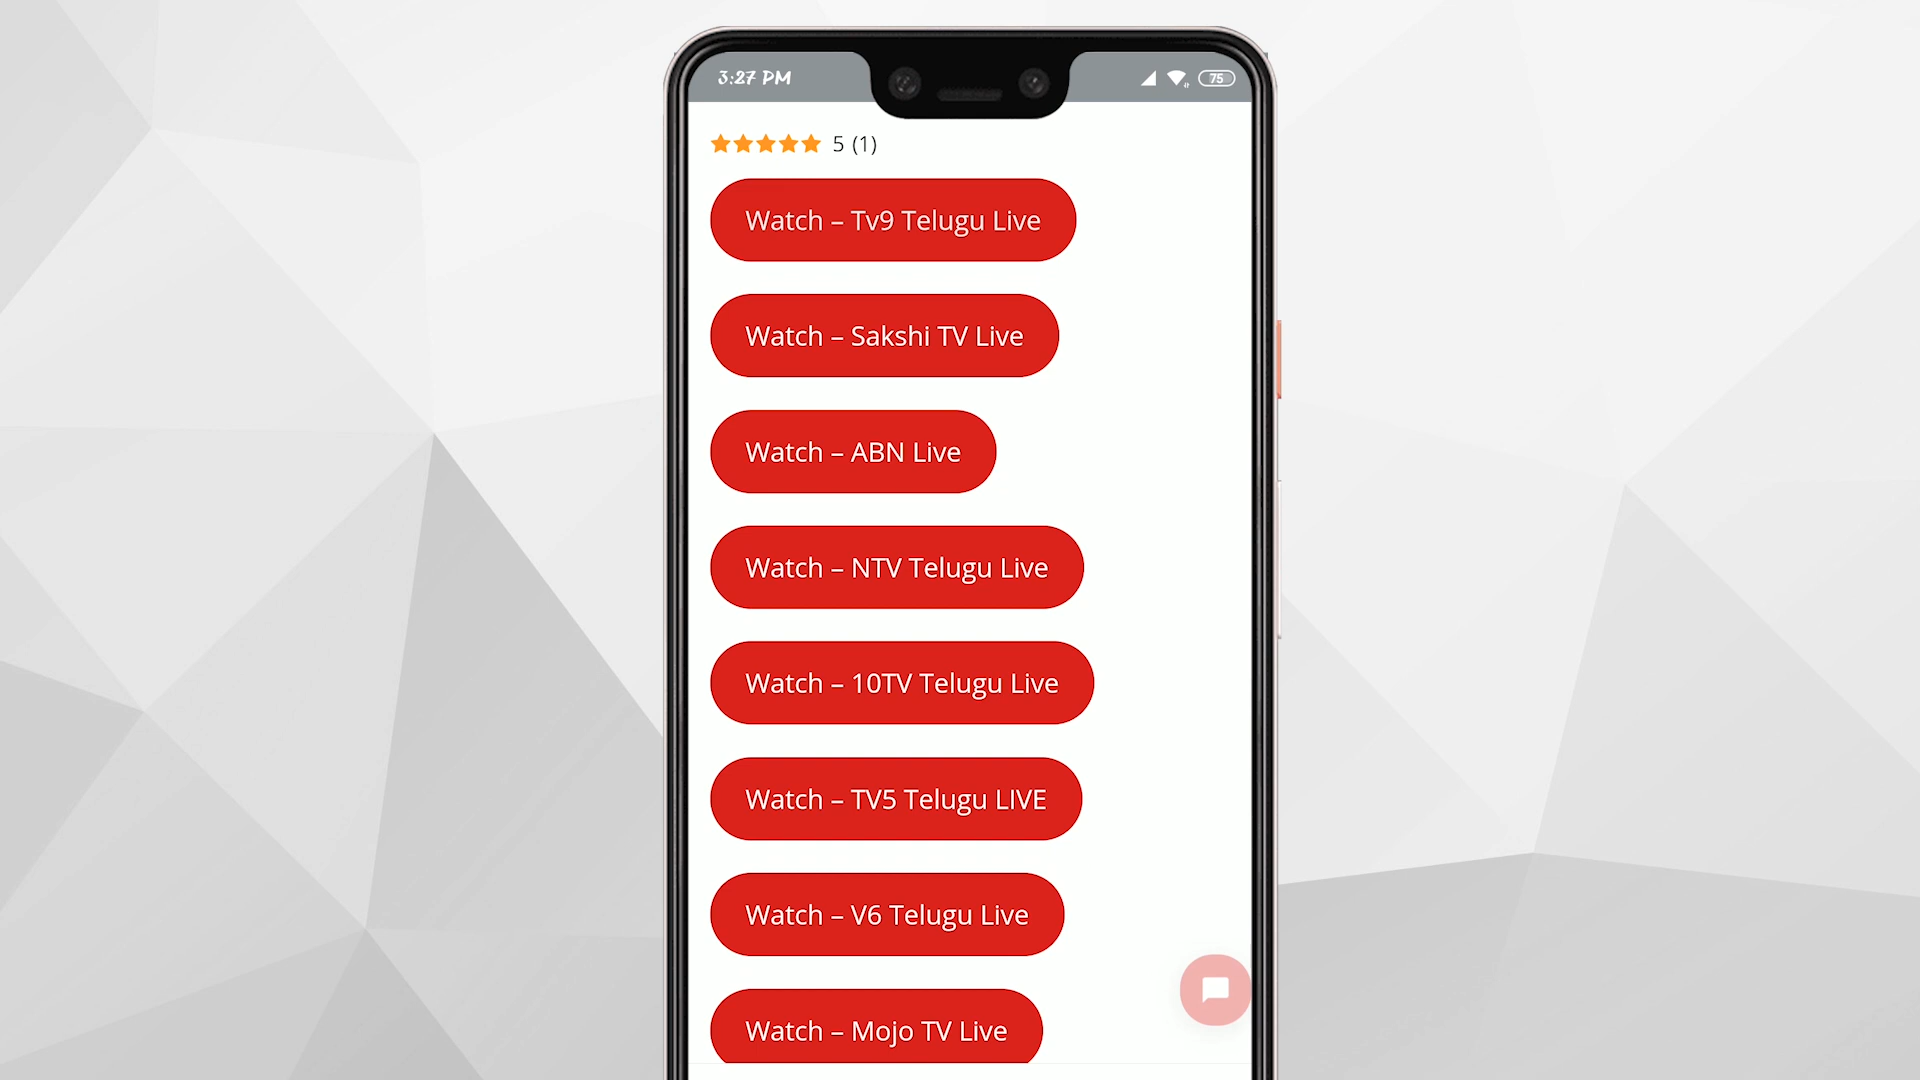 3:27 PM
75
5 (1)
Watch – Tv9 Telugu Live
Watch – Sakshi TV Live
Watch – ABN Live
Watch – NTV Telugu Live
Watch – 10TV Telugu Live
Watch – TV5 Telugu LIVE
Watch – V6 Telugu Live
Watch – Mojo TV Live